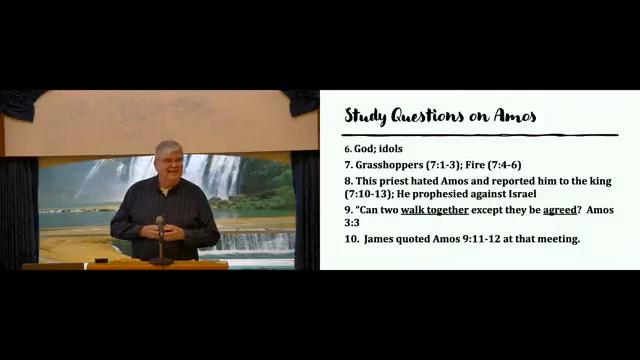 Study Questions on Amos
6. God; idols
7. Grasshoppers (7:1-3); Fire (7:4-6)
8. This priest hated Amos and reported him to the king
(7:10-13); He prophesied against Israel
9. "Can two walk together except they be agreed? Amos
3:3
10. James quoted Amos 9:11-12 at that meeting.